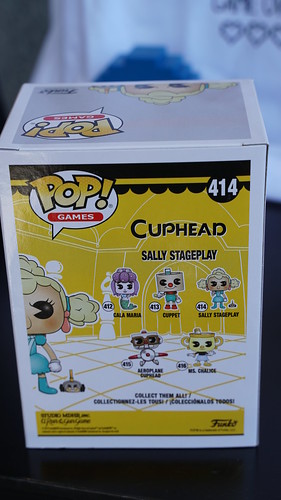 POP!
GAMES
POP!
GAMES
414
CUPHEAD
SALLY STAGEPLAY
412
CALA MARIA
413
CUPPET
414
SALLY STAGEPLAY
415
AEROPLANE
CUPHEAD
416
MS. CHALICE
COLLECT THEM ALL! /
COLLECTIONNEZ-LES TOUS! / ¡COLECCIÓNALOS TODOS!
STUDIO MDHR, inc.
Funko